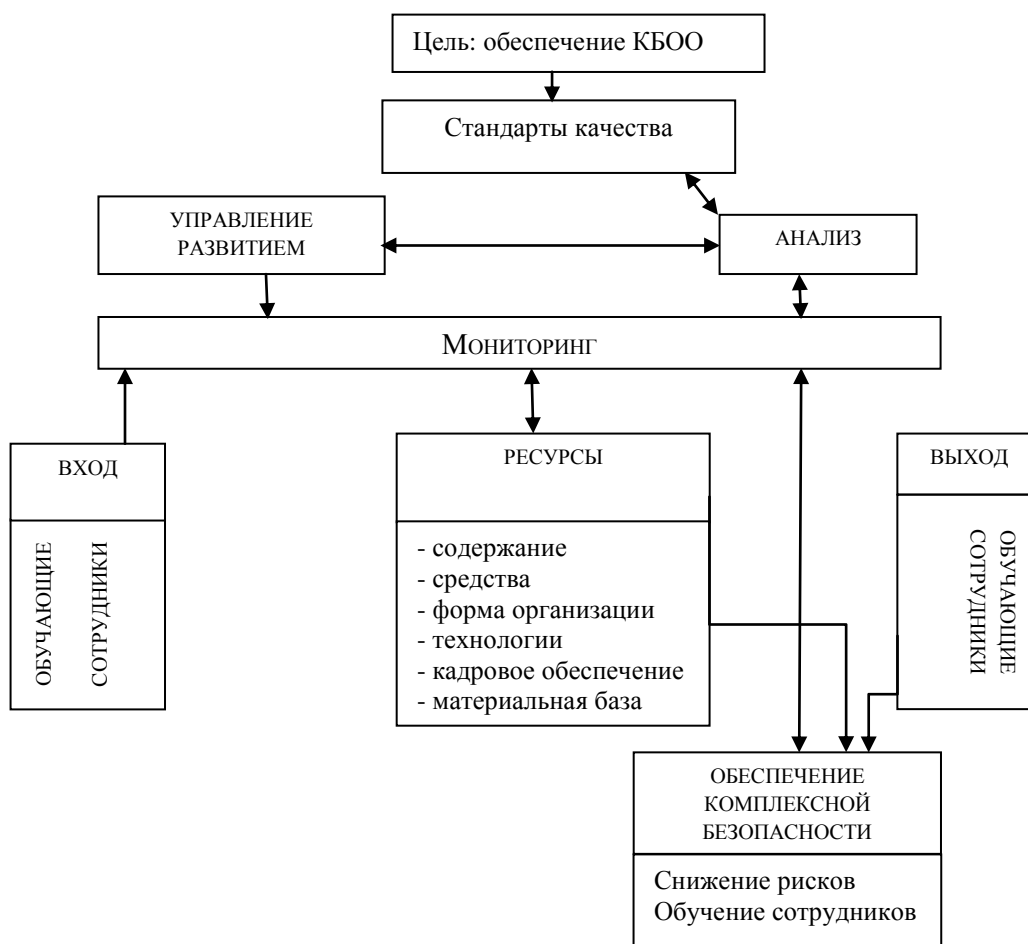 Цель: обеспечение КБОО
Стандарты качества
УПРАВЛЕНИЕ
РАЗВИТИЕМ
АНАЛИЗ
МОНИТОРИНГ
ВХОД
ОБУЧАЮЩИЕ
СОТРУДНИКИ
РЕСУРСЫ
- содержание
- средства
- форма организации
- технологии
- кадровое обеспечение
- материальная база
ВЫХОД
ОБУЧАЮЩИЕ
СОТРУДНИКИ
ОБЕСПЕЧЕНИЕ
КОМПЛЕКСНОЙ
БЕЗОПАСНОСТИ
Снижение рисков
Обучение сотрудников